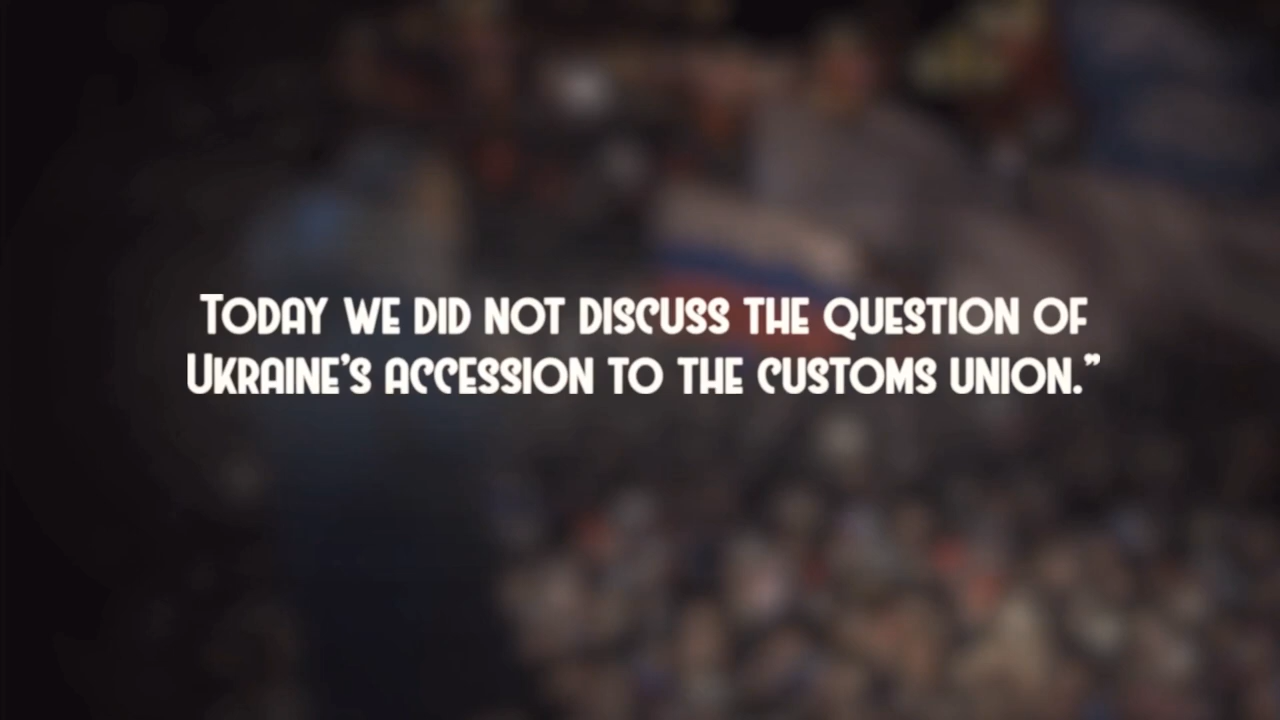 Today we did not discuss the question of
Ukraine's accession to the customs union.”